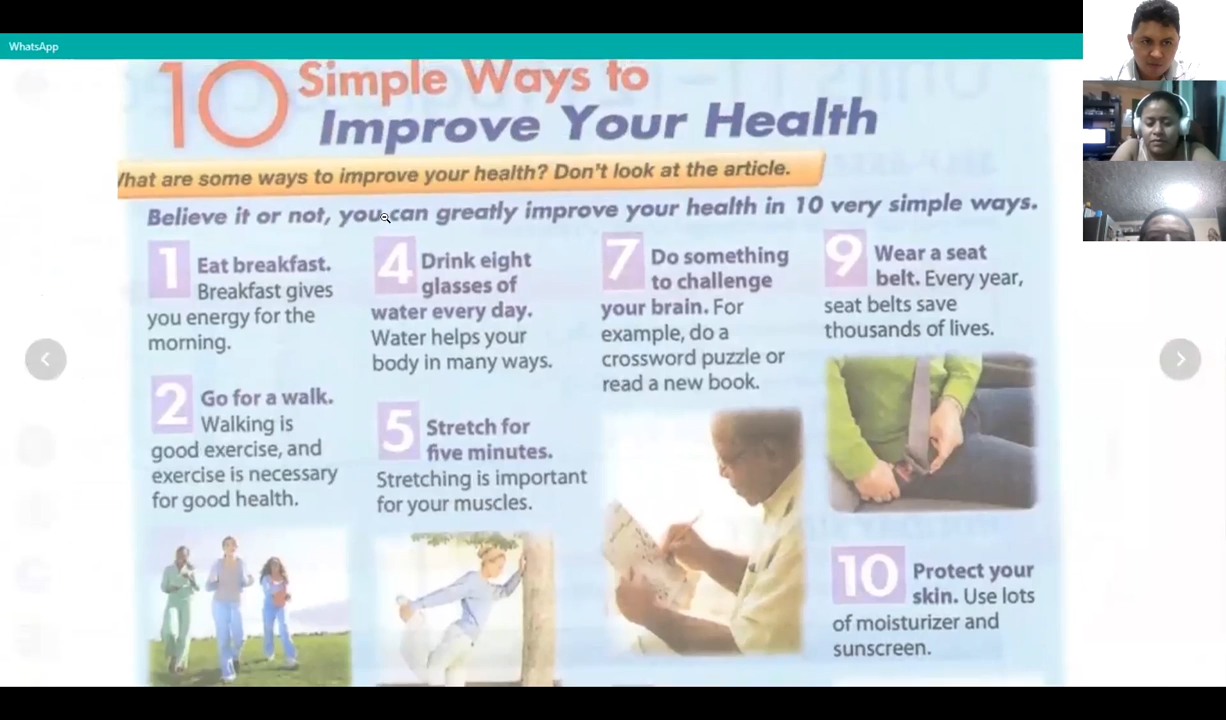 WhatsApp
10 Simple Ways to
Improve Your Health
What are some ways to improve your health? Don't look at the article.
Believe it or not, you can greatly improve your health in 10 very simple ways.
1 Eat breakfast.
Breakfast gives
you energy for the
morning.
2 Go for a walk.
Walking is
good exercise, and
exercise is necessary
for good health.
4 Drink eight
glasses of
water every day.
Water helps your
body in many ways.
5 Stretch for
five minutes.
Stretching is important
for your muscles.
7 Do something
to challenge
your brain. For
example, do a
crossword puzzle or
read a new book.
9 Wear a seat
belt. Every year,
seat belts save
thousands of lives.
10 Protect your
skin. Use lots
of moisturizer and
sunscreen.